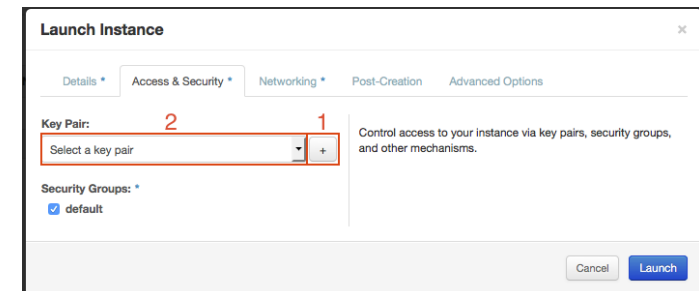 Launch Instance ×
Details * Access & Security * Networking * Post-Creation Advanced Options
Key Pair: 2 1
Select a key pair +
Control access to your instance via key pairs, security groups,
and other mechanisms.
Security Groups: *
default
Cancel Launch